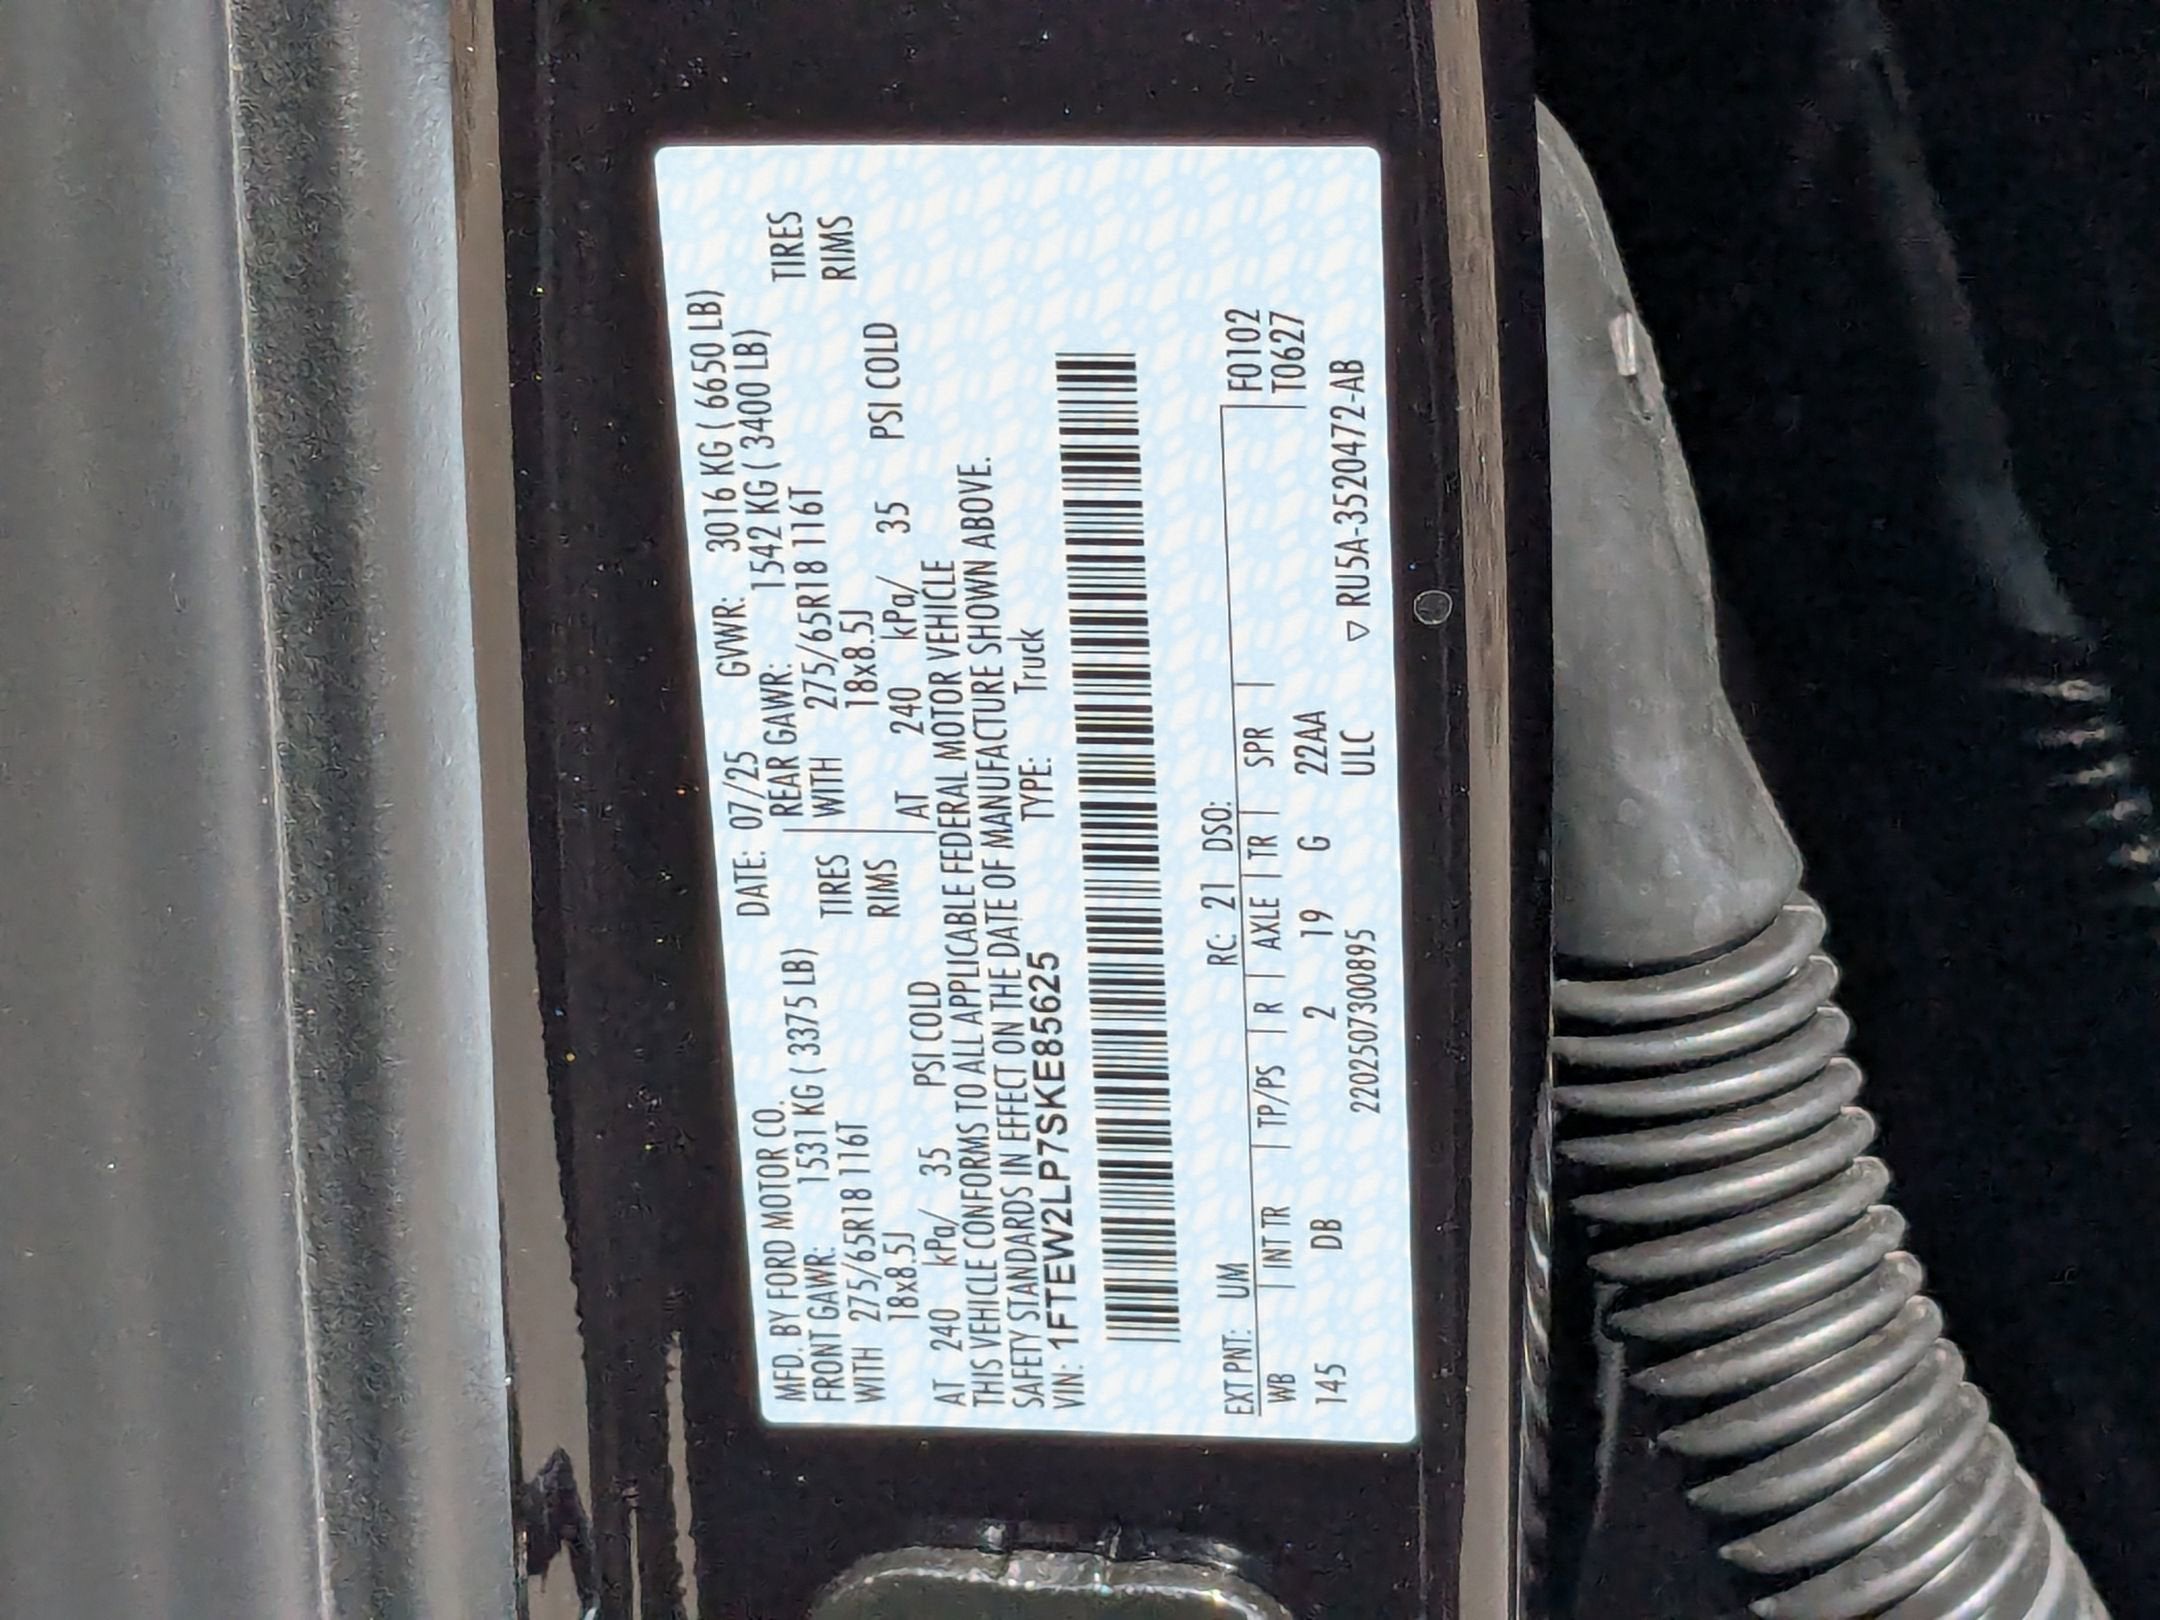 MFD. BY FORD MOTOR CO. DATE: 07/25 GVWR: 3016 KG ( 6650 LB)
FRONT GAWR: 1531 KG ( 3375 LB) REAR GAWR: 1542 KG ( 3400 LB)
WITH 275/65R18 116T TIRES WITH 275/65R18 116T TIRES
18x8.5J RIMS 18x8.5J RIMS
AT 240 kPa/ 35 PSI COLD AT 240 kPa/ 35 PSI COLD
THIS VEHICLE CONFORMS TO ALL APPLICABLE FEDERAL MOTOR VEHICLE
SAFETY STANDARDS IN EFFECT ON THE DATE OF MANUFACTURE SHOWN ABOVE.
VIN: 1FTEW2LP7SKE85625 TYPE: Truck
EXT PNT: UM RC: 21 DSO: F0102
WB INT TR TP/PS R AXLE TR SPR T0627
145 DB 2 19 G 22AA
2202507300895 ULC ▽ RU5A-3520472-AB